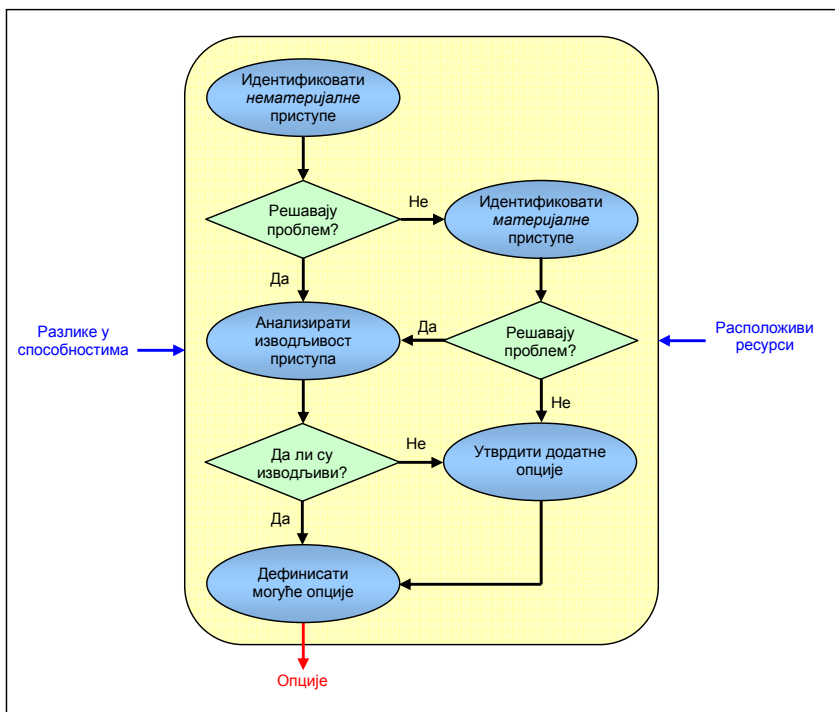 Идентификовати
нематеријалне
приступе
Решавају
проблем?
Не
Идентификовати
материјалне
приступе
Да
Разлике у
способностима
Анализирати
изводљивост
приступа
Да
Решавају
проблем?
Расположиви
ресурси
Не
Да ли су
изводљиви?
Не
Утврдити додатне
опције
Да
Дефинисати
могуће опције
Опције